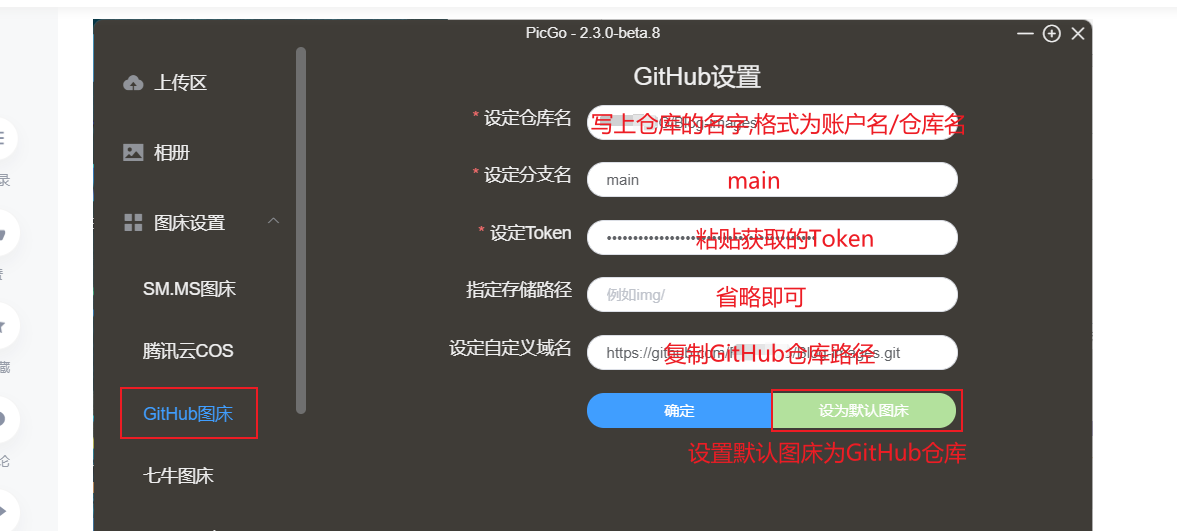 PicGo - 2.3.0-beta.8
上传区
相册
图床设置
SM.MS图床
腾讯云COS
GitHub图床
七牛图床
GitHub设置
* 设定仓库名
写上仓库的名字,格式为账户名/仓库名
* 设定分支名
main
main
* 设定Token
粘贴获取的Token
指定存储路径
例如img/
省略即可
设定自定义域名
https://github.com/
images.git
复制GitHub仓库路径
确定
设为默认图床
设置默认图床为GitHub仓库
录
藏
论